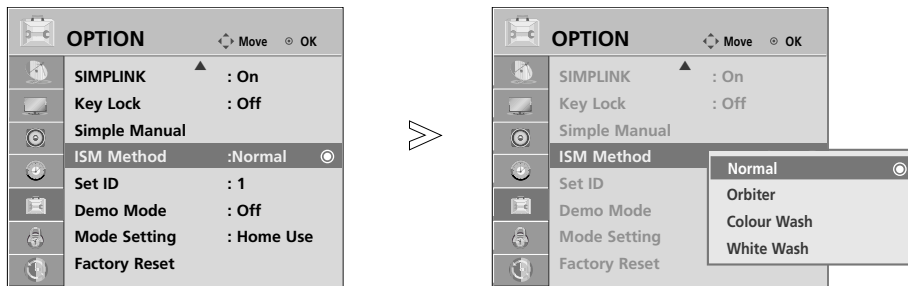 OPTION Move OK
SIMPLINK : On
Key Lock : Off
Simple Manual
ISM Method :Normal
Set ID : 1
Demo Mode : Off
Mode Setting : Home Use
Factory Reset
OPTION Move OK
SIMPLINK : On
Key Lock : Off
Simple Manual
ISM Method
Set ID
Demo Mode
Mode Setting
Factory Reset
Normal
Orbiter
Colour Wash
White Wash